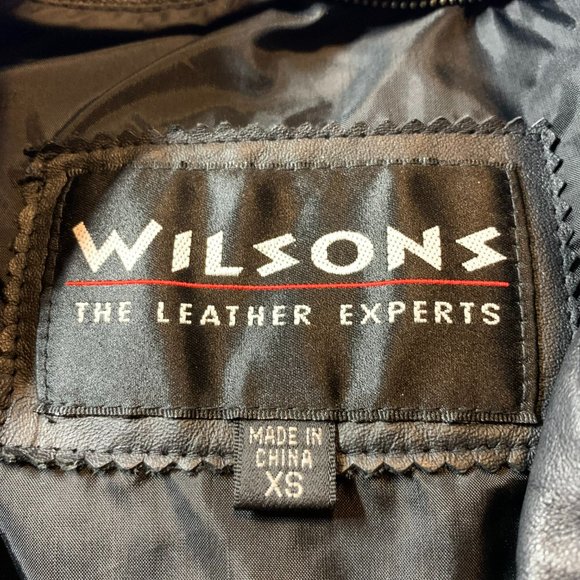 WILSONS
THE LEATHER EXPERTS
MADE IN
CHINA
XS